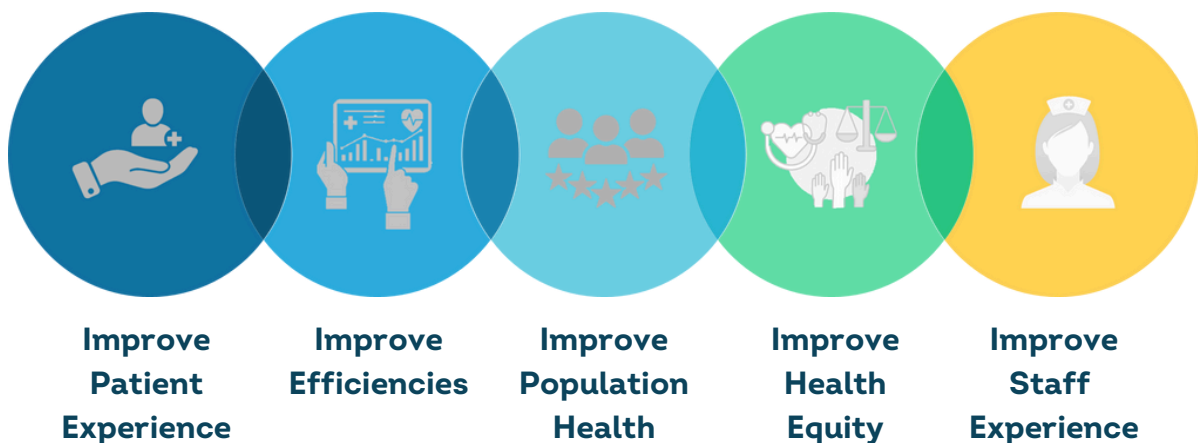 Improve
Patient
Experience
Improve
Efficiencies
Improve
Population
Health
Improve
Health
Equity
Improve
Staff
Experience